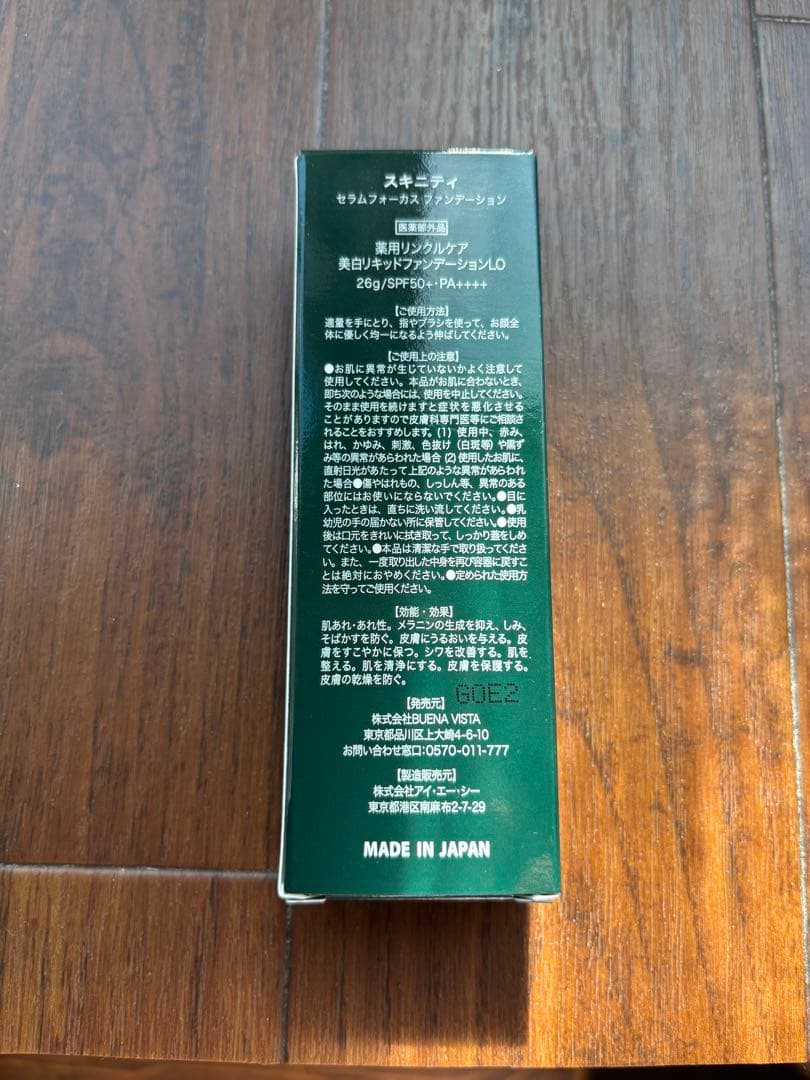 スキニティ
セラムフォーカス ファンデーション
医薬部外品
薬用リンクルケア
美白リキッドファンデーションLO
26g/SPF50+・PA++++
【ご使用方法】
適量を手にとり、指やブラシを使って、お顔全
体に優しく均一になるよう伸ばしてください。
【ご使用上の注意】
●お肌に異常が生じていないかよく注意して
使用してください。本品がお肌に合わないとき、
即ち次のような場合には、使用を中止してください。
そのまま使用を続けますと症状を悪化させる
ことがありますので皮膚科専門医等にご相談さ
れることをおすすめします。(1) 使用中、赤み、
はれ、かゆみ、刺激、色抜け（白斑等）や黒ず
み等の異常があらわれた場合 (2) 使用したお肌に、
直射日光があたって上記のような異常があらわれ
た場合●傷やはれもの、しっしん等、異常のある
部位にはお使いにならないでください。●目に
入ったときは、直ちに洗い流してください。●乳
幼児の手の届かない所に保管してください。●使用
後は口元をきれいに拭き取って、しっかり蓋をしめ
てください。●本品は清潔な手で取り扱ってくださ
い。また、一度取り出した中身を再び容器に戻すこ
とは絶対におやめください。●定められた使用方
法を守ってご使用ください。
【効能・効果】
肌あれ・あれ性。メラニンの生成を抑え、しみ、
そばかすを防ぐ。皮膚にうるおいを与える。皮
膚をすこやかに保つ。シワを改善する。肌を
整える。肌を清浄にする。皮膚を保護する。
皮膚の乾燥を防ぐ。
GOE2
【発売元】
株式会社BUENA VISTA
東京都品川区上大崎4-6-10
お問い合わせ窓口:0570-011-777
【製造販売元】
株式会社アイ・エー・シー
東京都港区南麻布2-7-29
MADE IN JAPAN